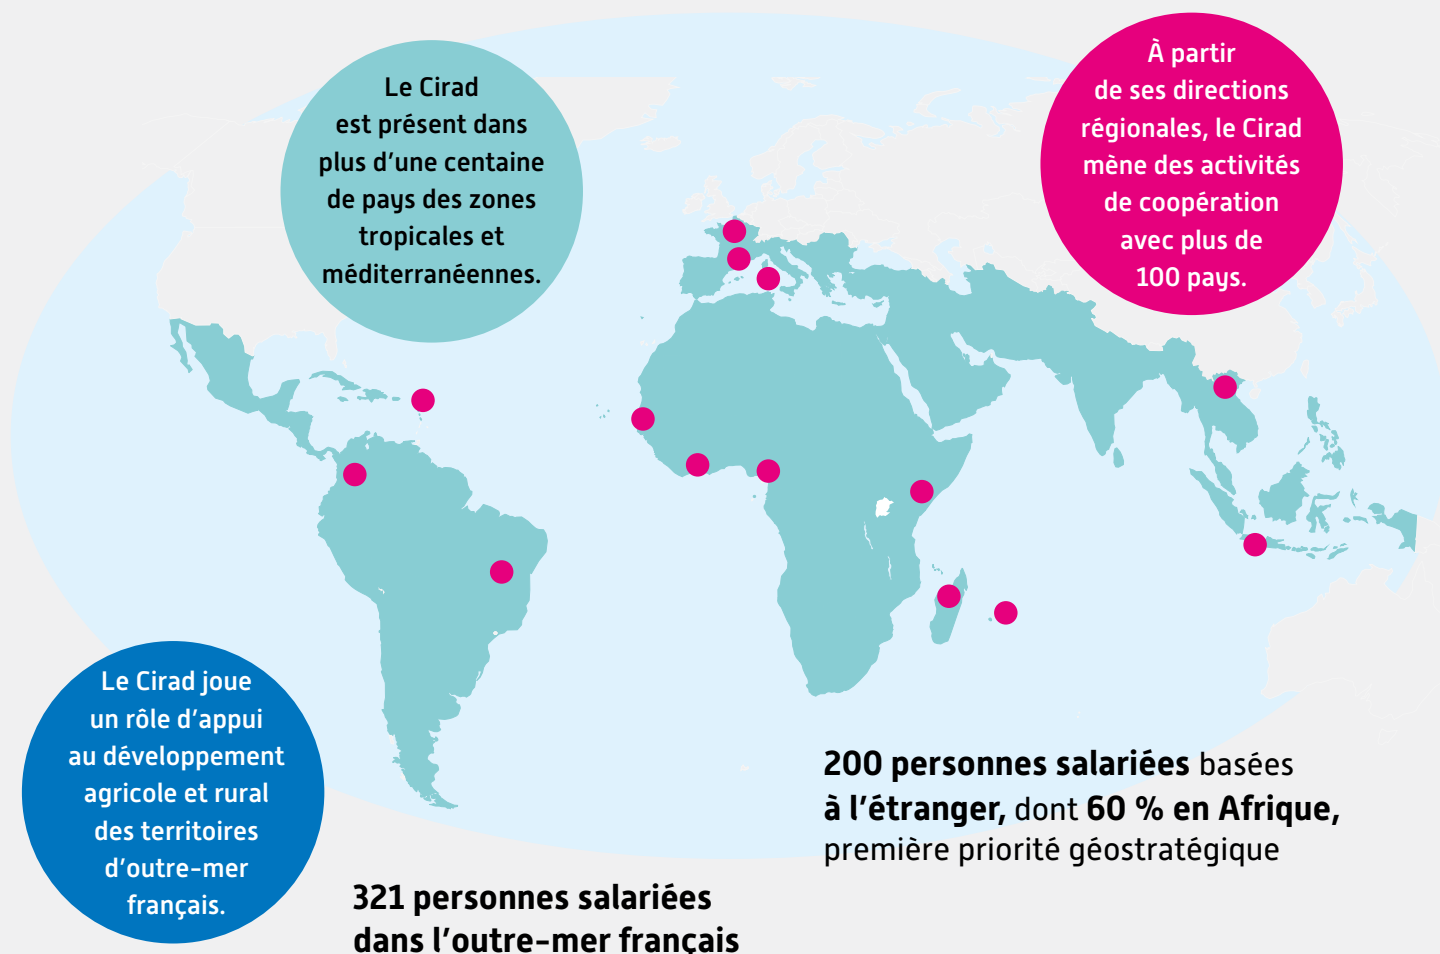 Le Cirad
est présent dans
plus d’une centaine
de pays des zones
tropicales et
méditerranéennes.
À partir
de ses directions
régionales, le Cirad
mène des activités
de coopération
avec plus de
100 pays.
Le Cirad joue
un rôle d’appui
au développement
agricole et rural
des territoires
d’outre-mer
français.
200 personnes salariées basées
à l’étranger, dont 60 % en Afrique,
première priorité géostratégique
321 personnes salariées
dans l’outre-mer français